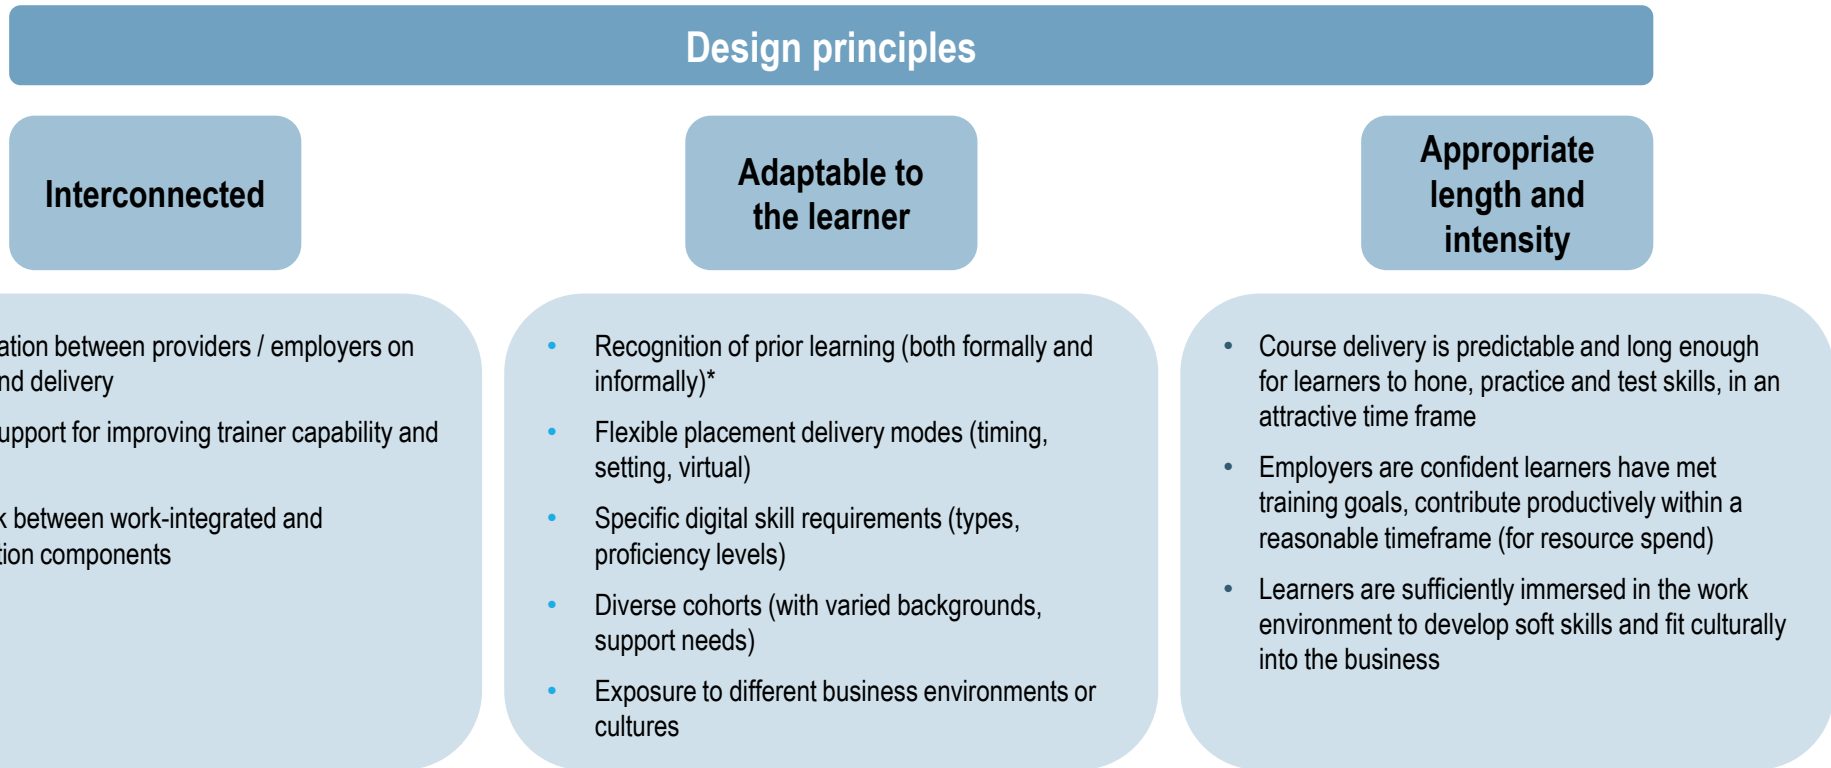 Design principles
Interconnected
between providers / employers on
delivery
for improving trainer capability and
between work-integrated and
components
Adaptable to
the learner
• Recognition of prior learning (both formally and
informally)*
• Flexible placement delivery modes (timing,
setting, virtual)
• Specific digital skill requirements (types,
proficiency levels)
• Diverse cohorts (with varied backgrounds,
support needs)
• Exposure to different business environments or
cultures
Appropriate
length and
intensity
• Course delivery is predictable and long enough
for learners to hone, practice and test skills, in an
attractive time frame
• Employers are confident learners have met
training goals, contribute productively within a
reasonable timeframe (for resource spend)
• Learners are sufficiently immersed in the work
environment to develop soft skills and fit culturally
into the business